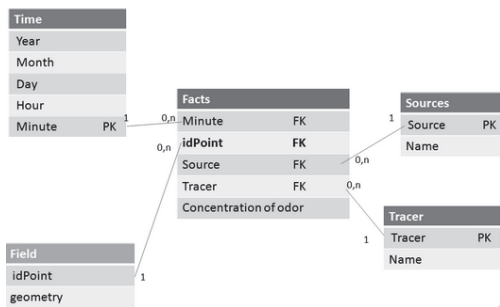 Time
Year
Month
Day
Hour
Minute PK
1
0,n
Facts
Minute FK
idPoint FK
0,n
Source FK
0,n
Tracer FK
0,n
Concentration of odor
Sources
1
Source PK
Name
Tracer
1
Tracer PK
Name
Field
idPoint
1
geometry